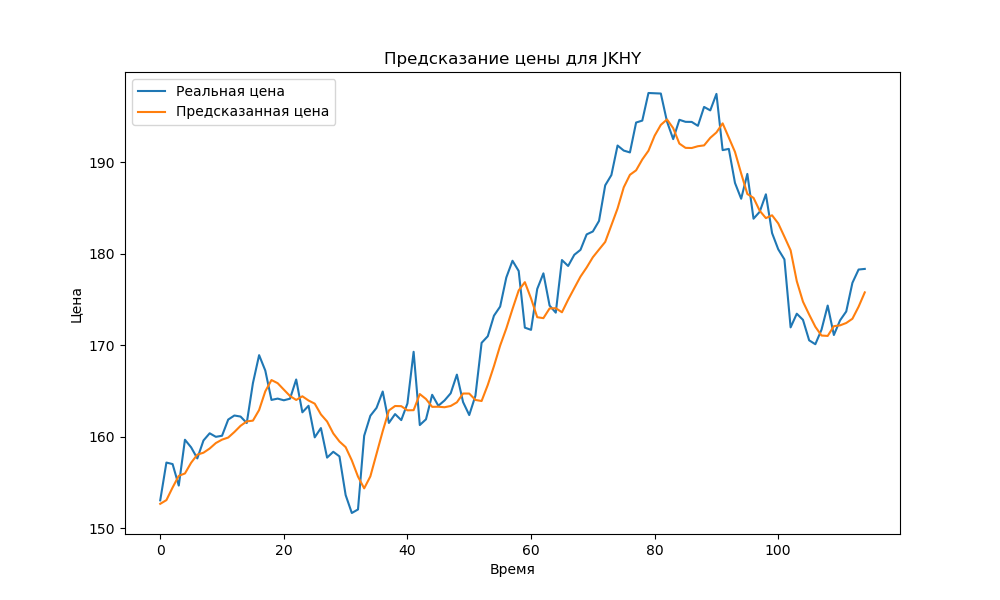 Предсказание цены для JKHY
Реальная цена
Предсказанная цена
Цена
190
180
170
160
150
0 20 40 60 80 100
Время